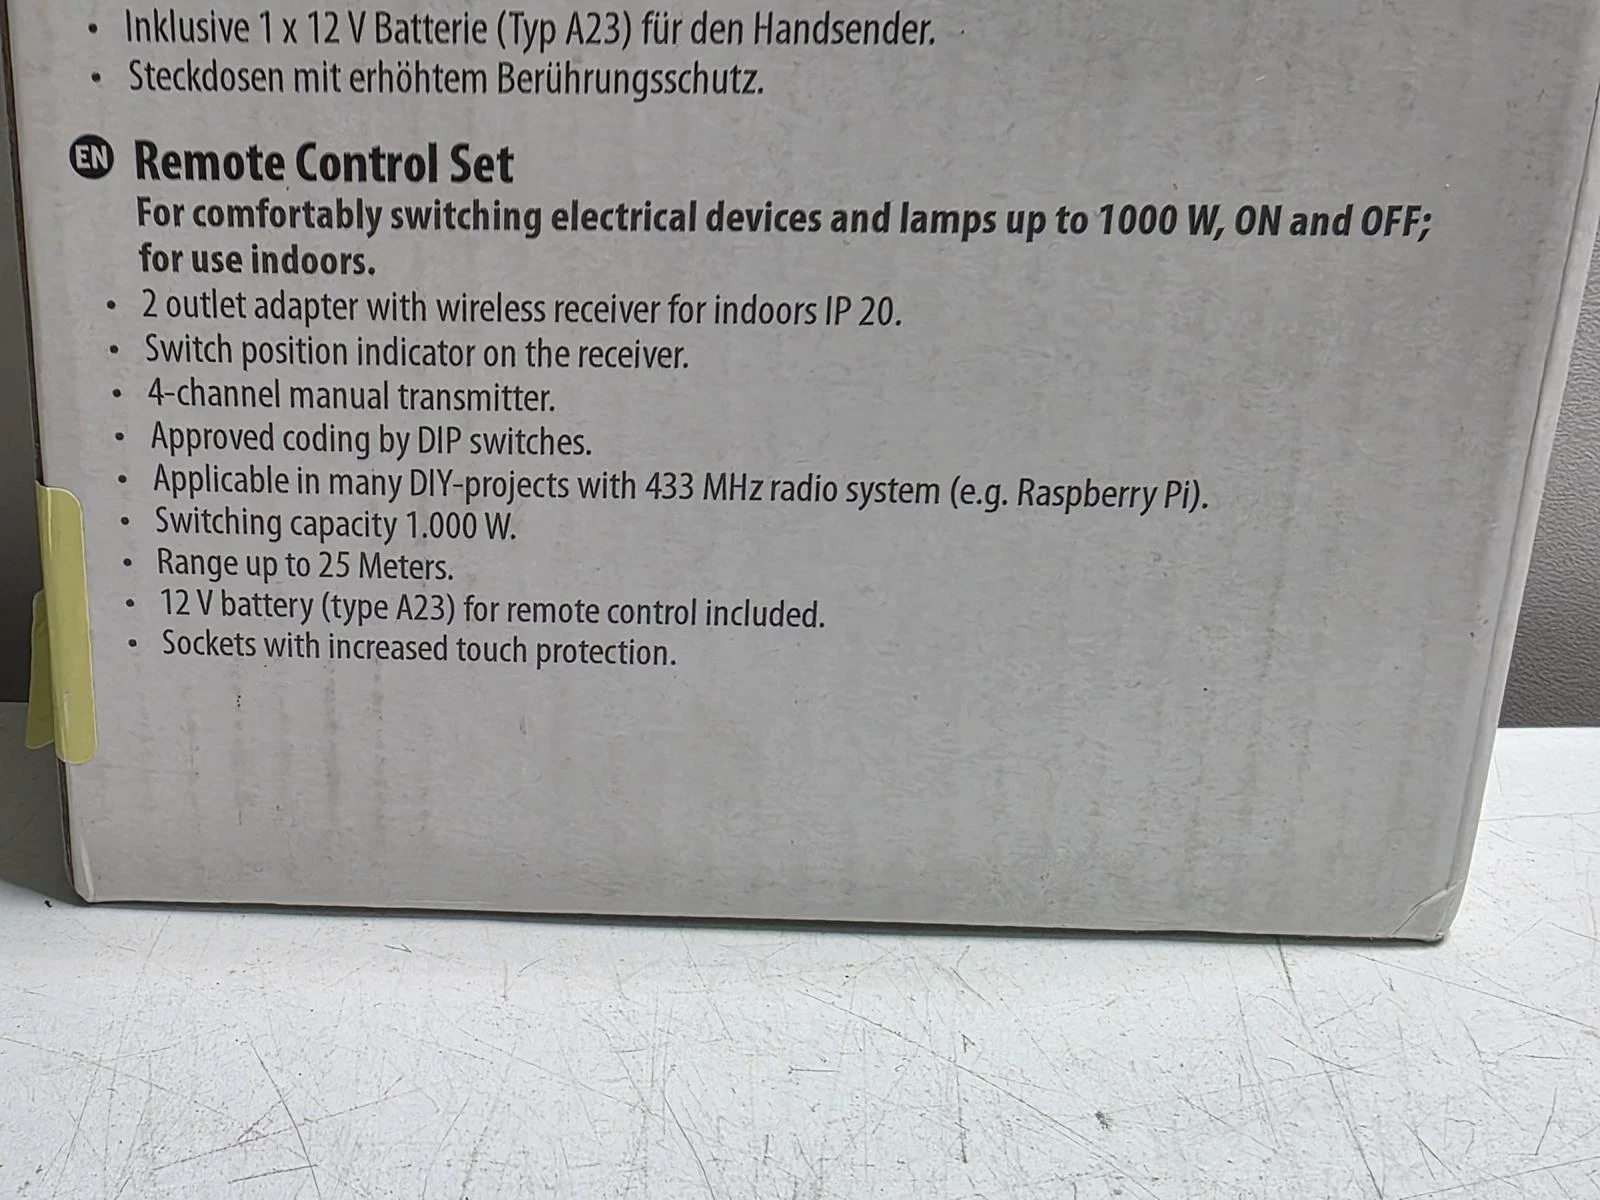 • Inklusive 1 x 12 V Batterie (Typ A23) für den Handsender.
• Steckdosen mit erhöhtem Berührungsschutz.
EN Remote Control Set
For comfortably switching electrical devices and lamps up to 1000 W, ON and OFF;
for use indoors.
• 2 outlet adapter with wireless receiver for indoors IP 20.
• Switch position indicator on the receiver.
• 4-channel manual transmitter.
• Approved coding by DIP switches.
• Applicable in many DIY-projects with 433 MHz radio system (e.g. Raspberry Pi).
• Switching capacity 1.000 W.
• Range up to 25 Meters.
• 12 V battery (type A23) for remote control included.
• Sockets with increased touch protection.